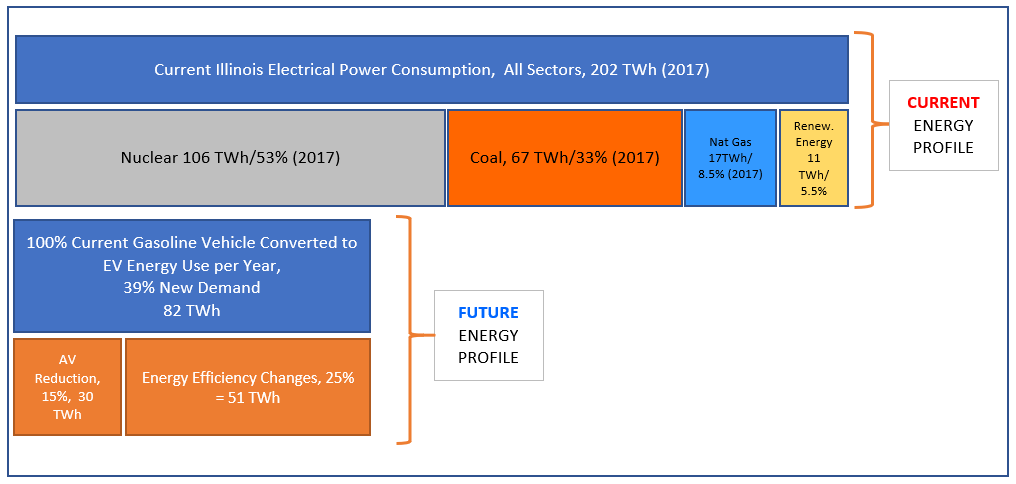 Current Illinois Electrical Power Consumption, All Sectors, 202 TWh (2017)
CURRENT
ENERGY
PROFILE
Nuclear 106 TWh/53% (2017)
Coal, 67 TWh/33% (2017)
Nat Gas
17TWh/
8.5% (2017)
Renew.
Energy
11
TWh/
5.5%
100% Current Gasoline Vehicle Converted to
EV Energy Use per Year,
39% New Demand
82 TWh
FUTURE
ENERGY
PROFILE
AV
Reduction,
15%, 30
TWh
Energy Efficiency Changes, 25%
= 51 TWh